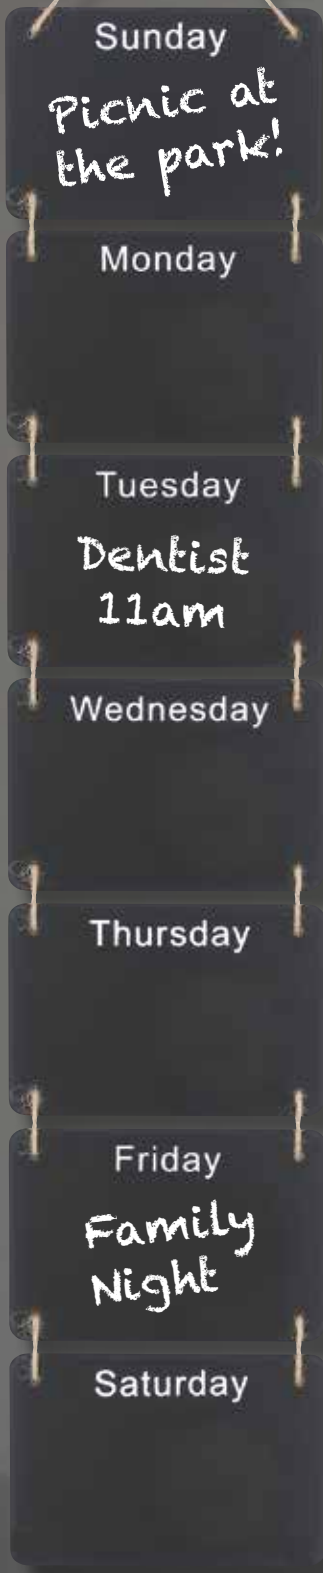 Sunday
Picnic at
the park!
Monday
Tuesday
Dentist
11am
Wednesday
Thursday
Friday
Family
Night
Saturday